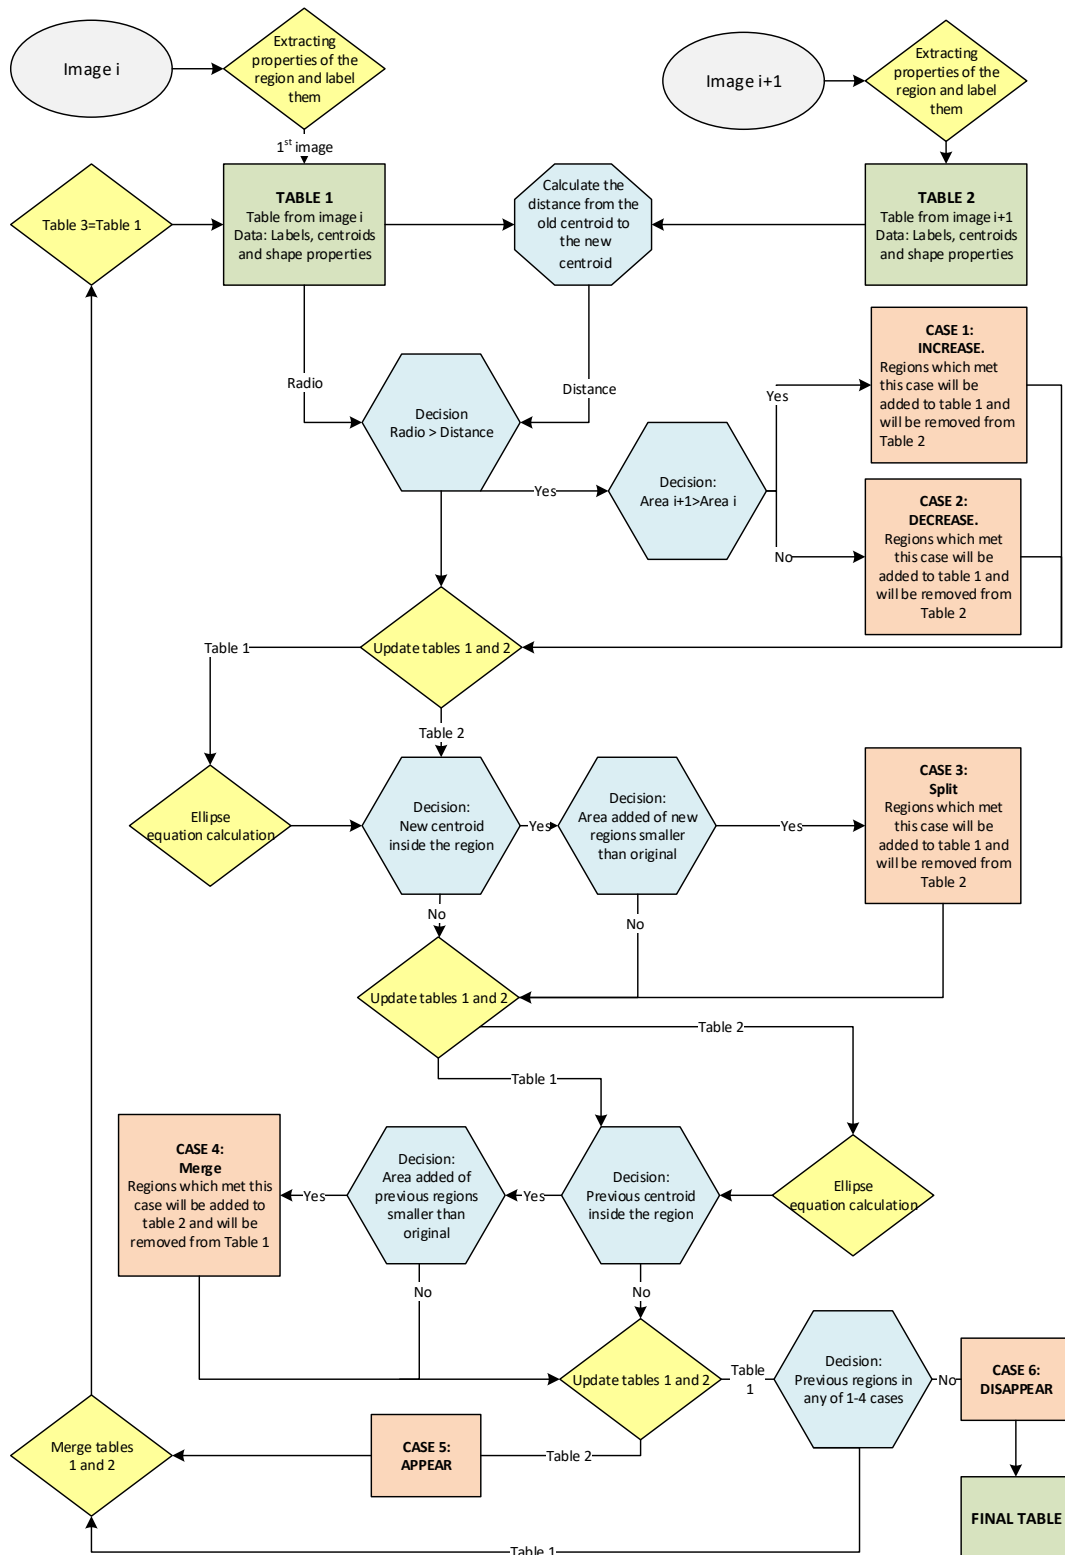 Image i
Extracting
properties of the
region and label
them
Image i+1
Extracting
properties of the
region and label
them
1st image
Table 3=Table 1
TABLE 1
Table from image i
Data: Labels, centroids
and shape properties
Calculate the
distance from the
old centroid to
the new
centroid
TABLE 2
Table from image i+1
Data: Labels, centroids
and shape properties
Radio
Distance
Decision
Radio > Distance
Yes
Decision:
Area i+1>Area i
Yes
No
CASE 1:
INCREASE.
Regions which met
this case will be
added to table 1 and
will be removed from
Table 2
CASE 2:
DECREASE.
Regions which met
this case will be
added to table 1 and
will be removed from
Table 2
Table 1
Update tables 1 and 2
Table 2
Ellipse
equation calculation
Decision:
New centroid
inside the region
Yes
Decision:
Area added of new
regions smaller
than original
Yes
CASE 3:
Split
Regions which met
this case will be
added to table 1 and
will be removed from
Table 2
No
No
Update tables 1 and 2
Table 2
Table 1
CASE 4:
Merge
Regions which met this
case will be added to
table 2 and will be
removed from Table 1
Yes
Decision:
Area added of
previous regions
smaller than
original
Yes
Decision:
Previous centroid
inside the region
Ellipse
equation calculation
No
No
Update tables 1 and 2
Table
1
Decision:
Previous regions in
any of 1-4 cases
No
CASE 6:
DISAPPEAR
Merge tables
1 and 2
CASE 5:
APPEAR
Table 2
FINAL TABLE
Table 1